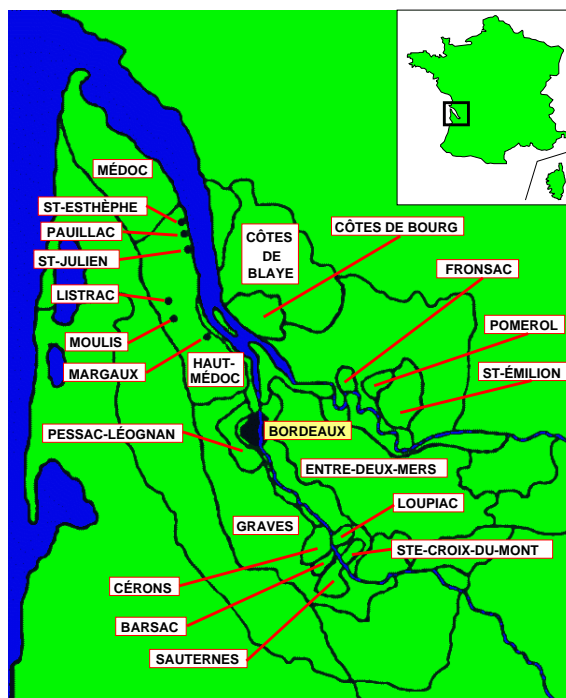 MÉDOC
ST-ESTHÈPHE
PAUILLAC
ST-JULIEN
CÔTES
DE
BLAYE
CÔTES DE BOURG
FRONSAC
LISTRAC
POMEROL
MOULIS
MARGAUX
HAUT-
MÉDOC
ST-ÉMILION
PESSAC-LÉOGNAN
BORDEAUX
ENTRE-DEUX-MERS
LOUPIAC
GRAVES
STE-CROIX-DU-MONT
CÉRONS
BARSAC
SAUTERNES